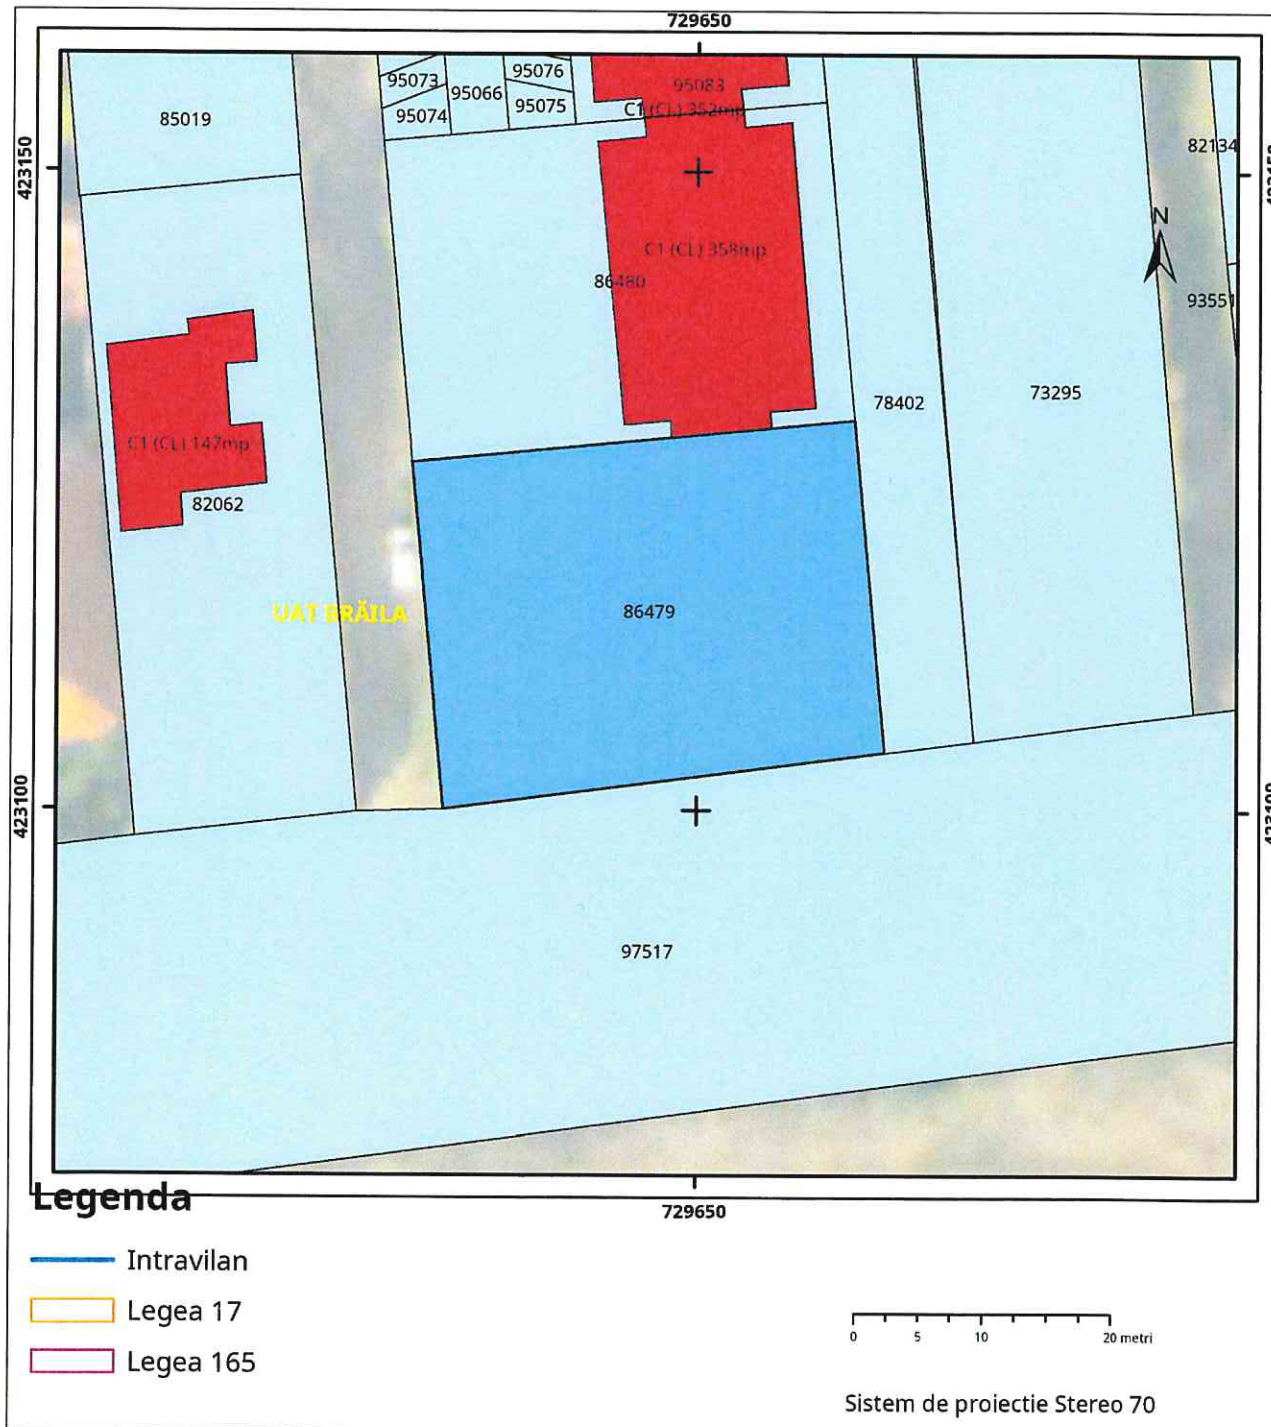 729650
95073
95066
95076
95083
85019
95074
95075
C1 (CL) 352mp
423150
82134
423150
N
C1 (CL) 358mp
86480
93551
78402
73295
C1 (CL) 147mp
82062
UAT BRĂILA
86479
423100
423100
97517
729650
Legenda
Intravilan
Legea 17
Legea 165
0 5 10 20 metri
Sistem de proiectie Stereo 70